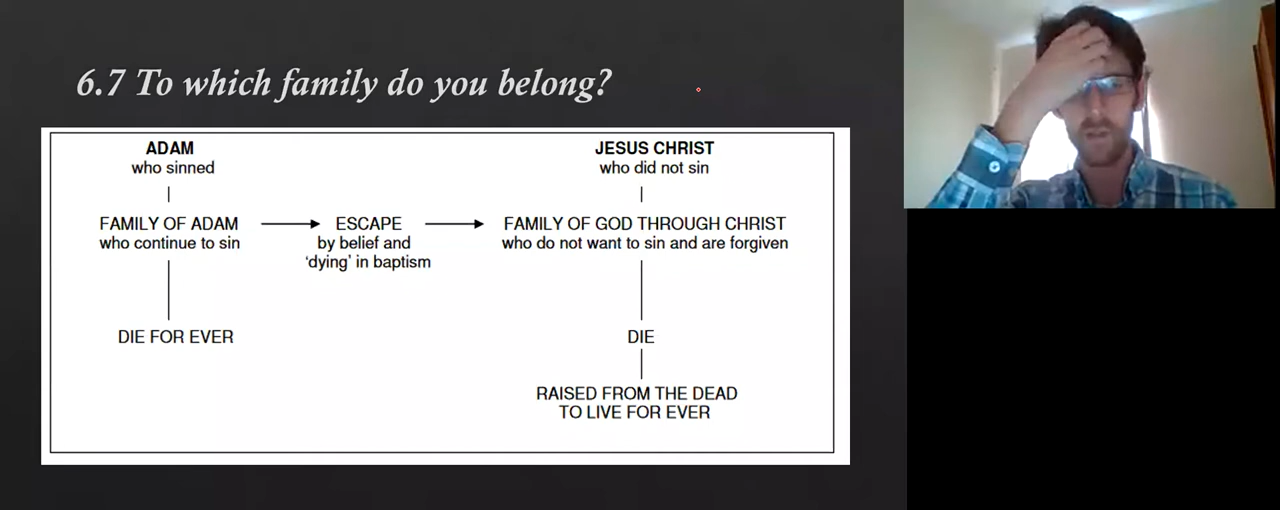 6.7 To which family do you belong?
ADAM
who sinned
JESUS CHRIST
who did not sin
FAMILY OF ADAM
who continue to sin
ESCAPE
by belief and
‘dying’ in baptism
FAMILY OF GOD THROUGH CHRIST
who do not want to sin and are forgiven
DIE FOR EVER
DIE
RAISED FROM THE DEAD
TO LIVE FOR EVER